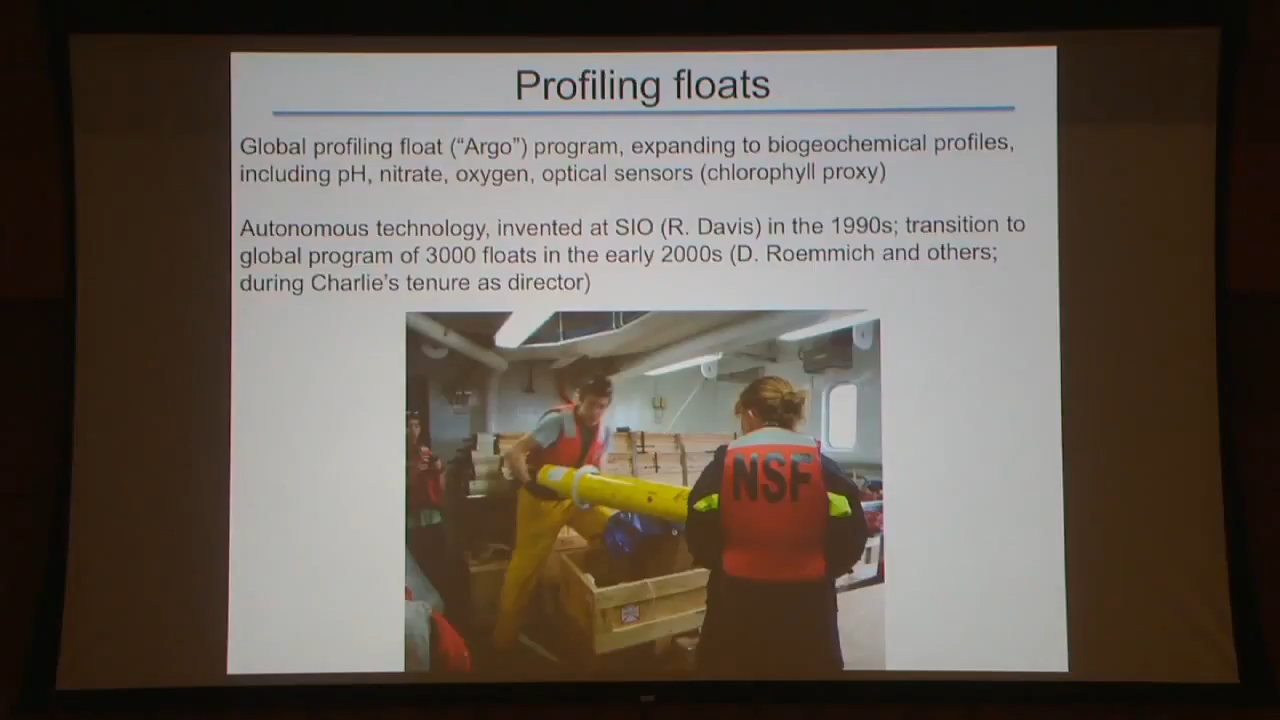 Profiling floats
Global profiling float (“Argo”) program, expanding to biogeochemical profiles,
including pH, nitrate, oxygen, optical sensors (chlorophyll proxy)
Autonomous technology, invented at SIO (R. Davis) in the 1990s; transition to
global program of 3000 floats in the early 2000s (D. Roemmich and others;
during Charlie’s tenure as director)
NSF